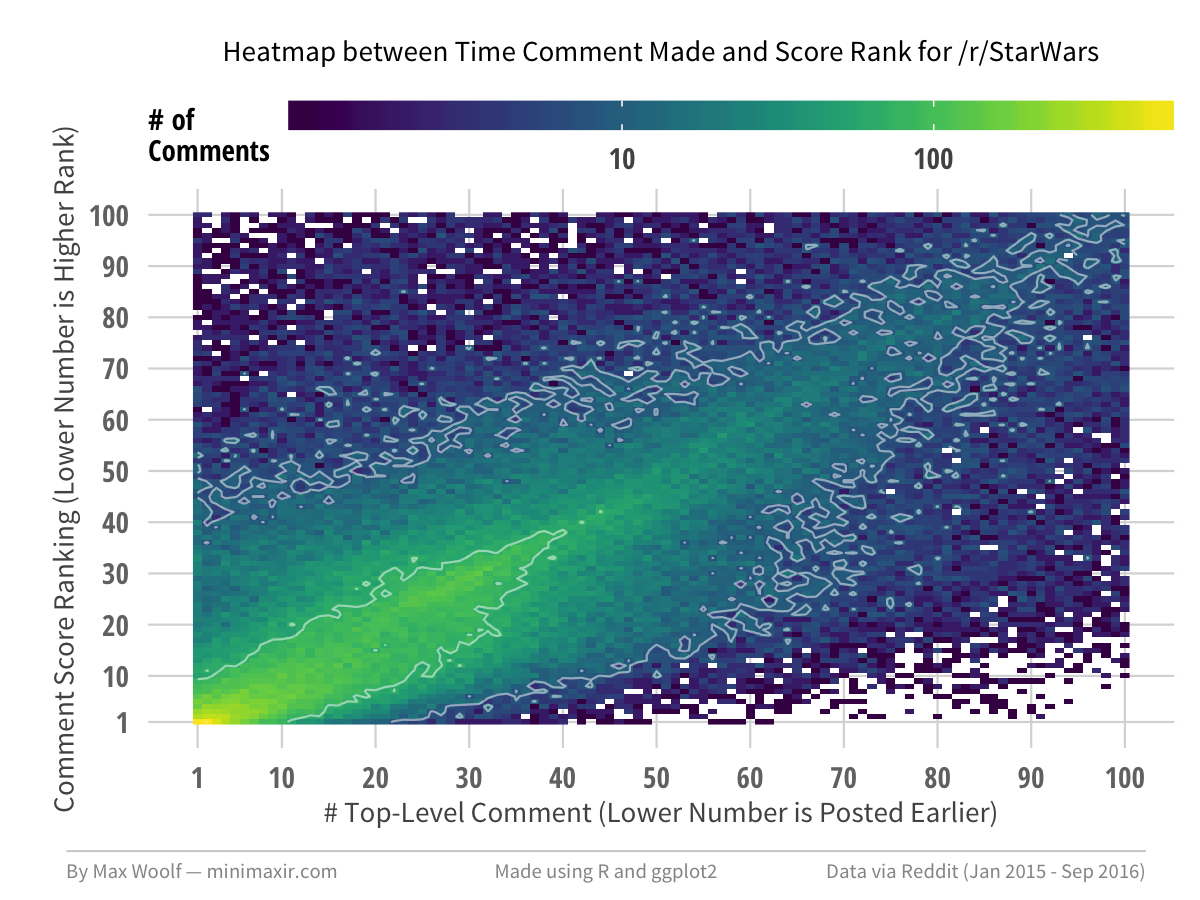 Heatmap between Time Comment Made and Score Rank for /r/StarWars
# of
Comments
10
100
Comment Score Ranking (Lower Number is Higher Rank)
100
90
80
70
60
50
40
30
20
10
1
1 10 20 30 40 50 60 70 80 90 100
# Top-Level Comment (Lower Number is Posted Earlier)
By Max Woolf — minimaxir.com
Made using R and ggplot2
Data via Reddit (Jan 2015 - Sep 2016)